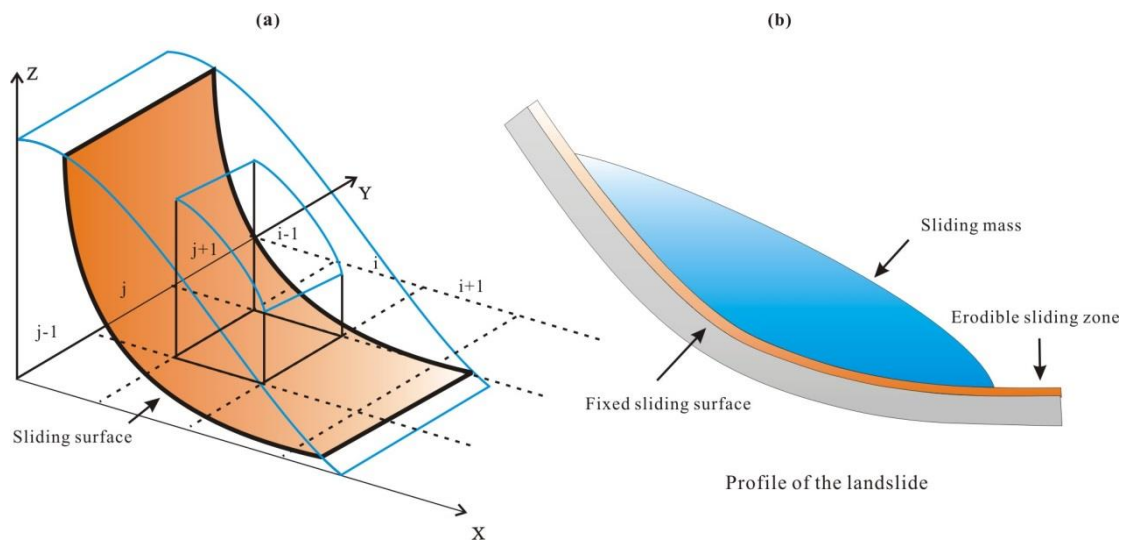 (a)
Z
Y
j+1
i-1
i
i+1
j
j-1
Sliding surface
X
(b)
Sliding mass
Erodible sliding zone
Fixed sliding surface
Profile of the landslide